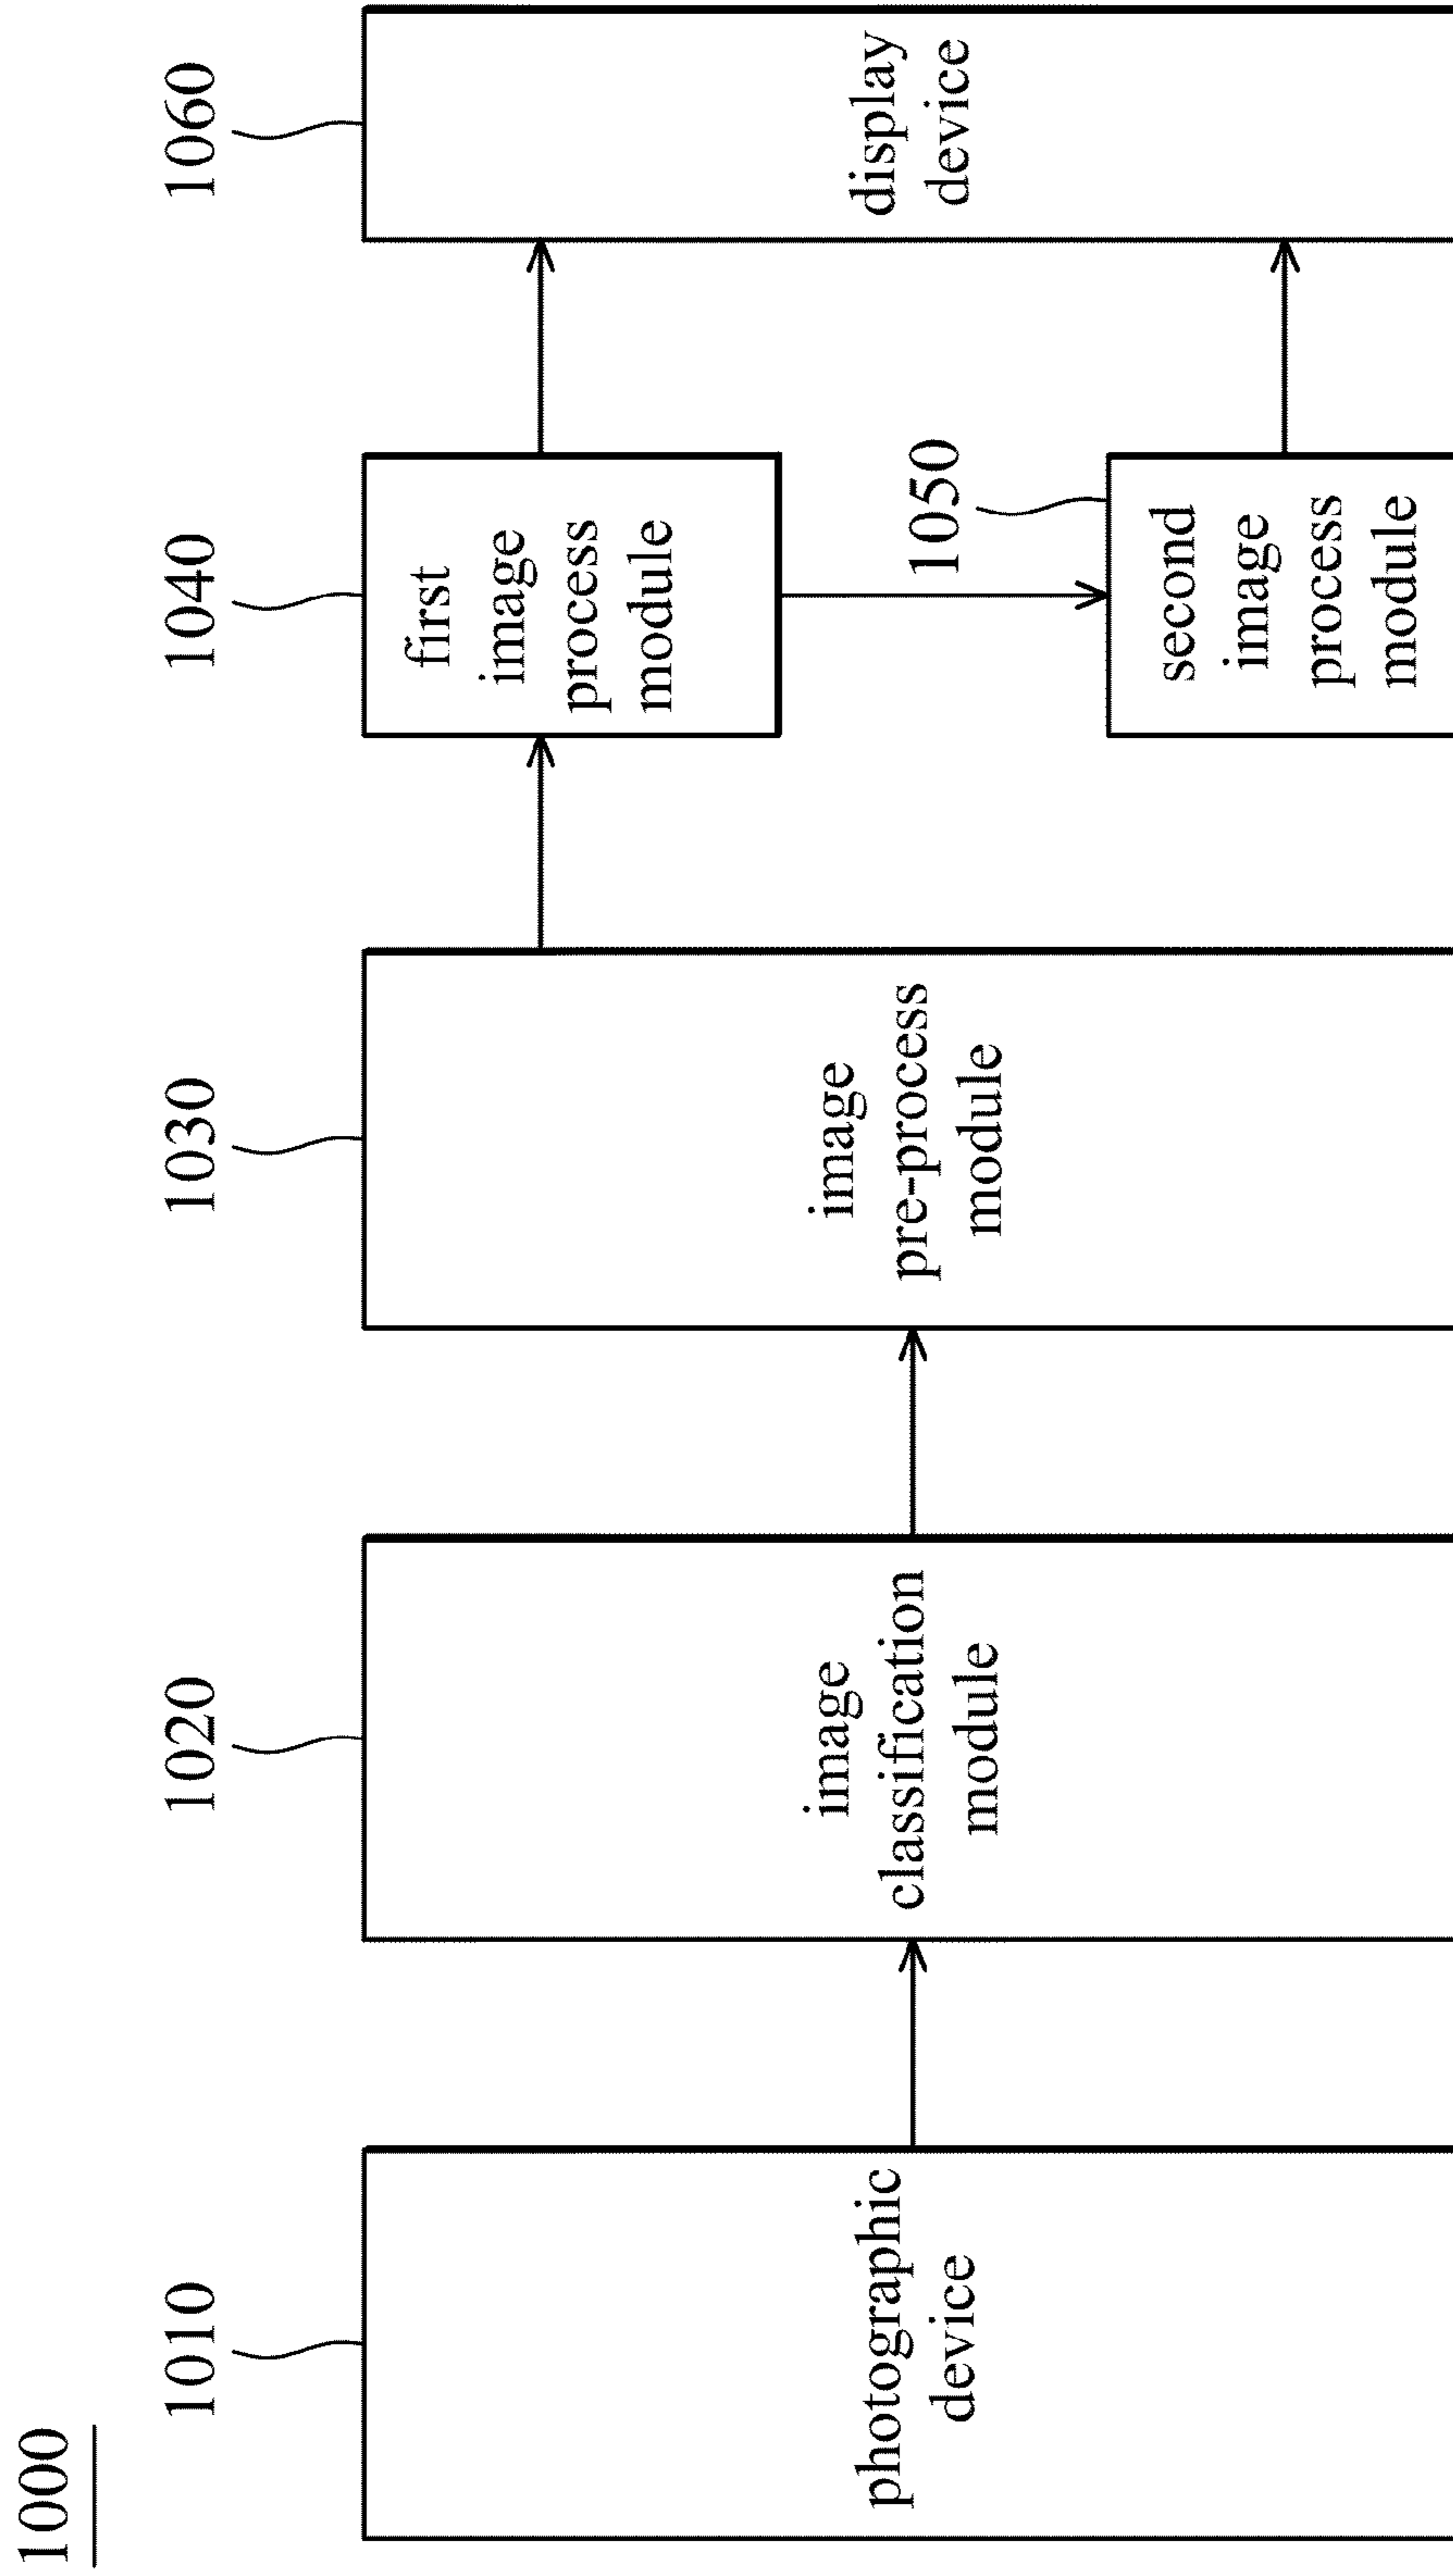 1000
1010
1020
1030
1040
1060
photographic
device
image
classification
module
image
pre-process
module
first
image
process
module
1050
second
image
process
module
display
device